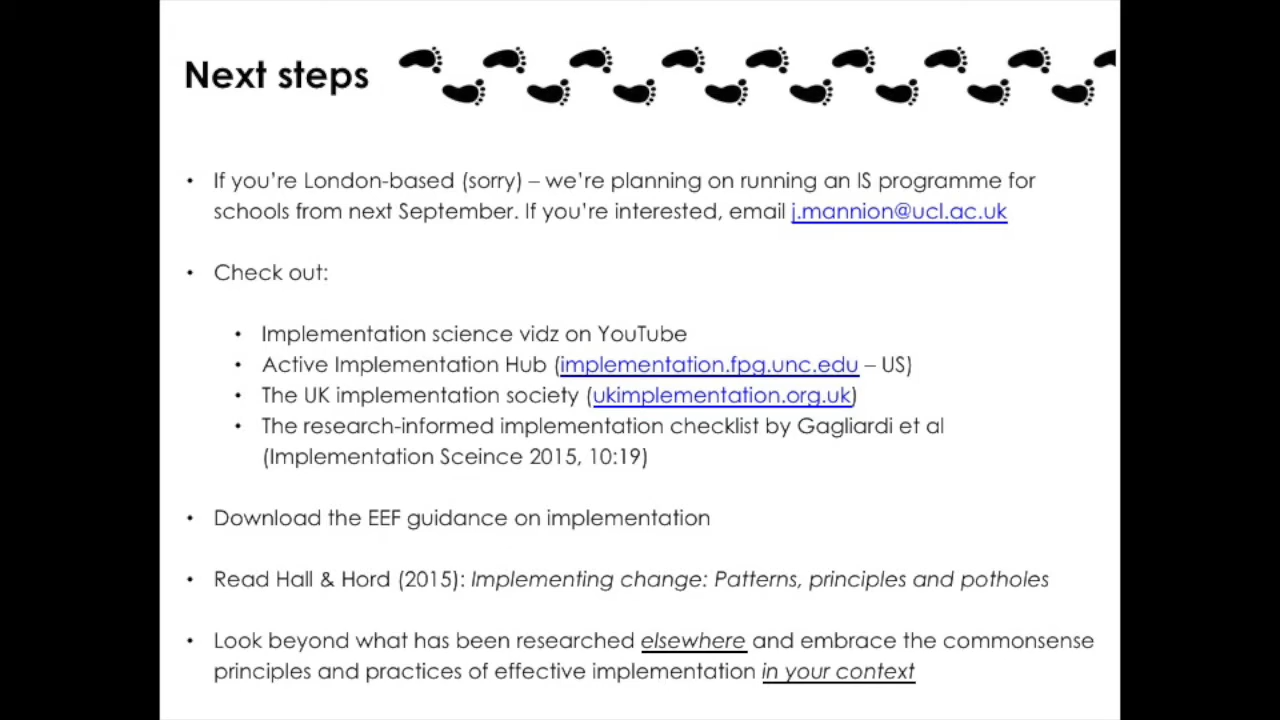 Next steps
• If you're London-based (sorry) – we're planning on running an IS programme for
schools from next September. If you're interested, email j.mannion@ucl.ac.uk
• Check out:
• Implementation science vidz on YouTube
• Active Implementation Hub (implementation.fpg.unc.edu – US)
• The UK implementation society (ukimplementation.org.uk)
• The research-informed implementation checklist by Gagliardi et al
(Implementation Sceince 2015, 10:19)
• Download the EEF guidance on implementation
• Read Hall & Hord (2015): Implementing change: Patterns, principles and potholes
• Look beyond what has been researched elsewhere and embrace the commonsense
principles and practices of effective implementation in your context